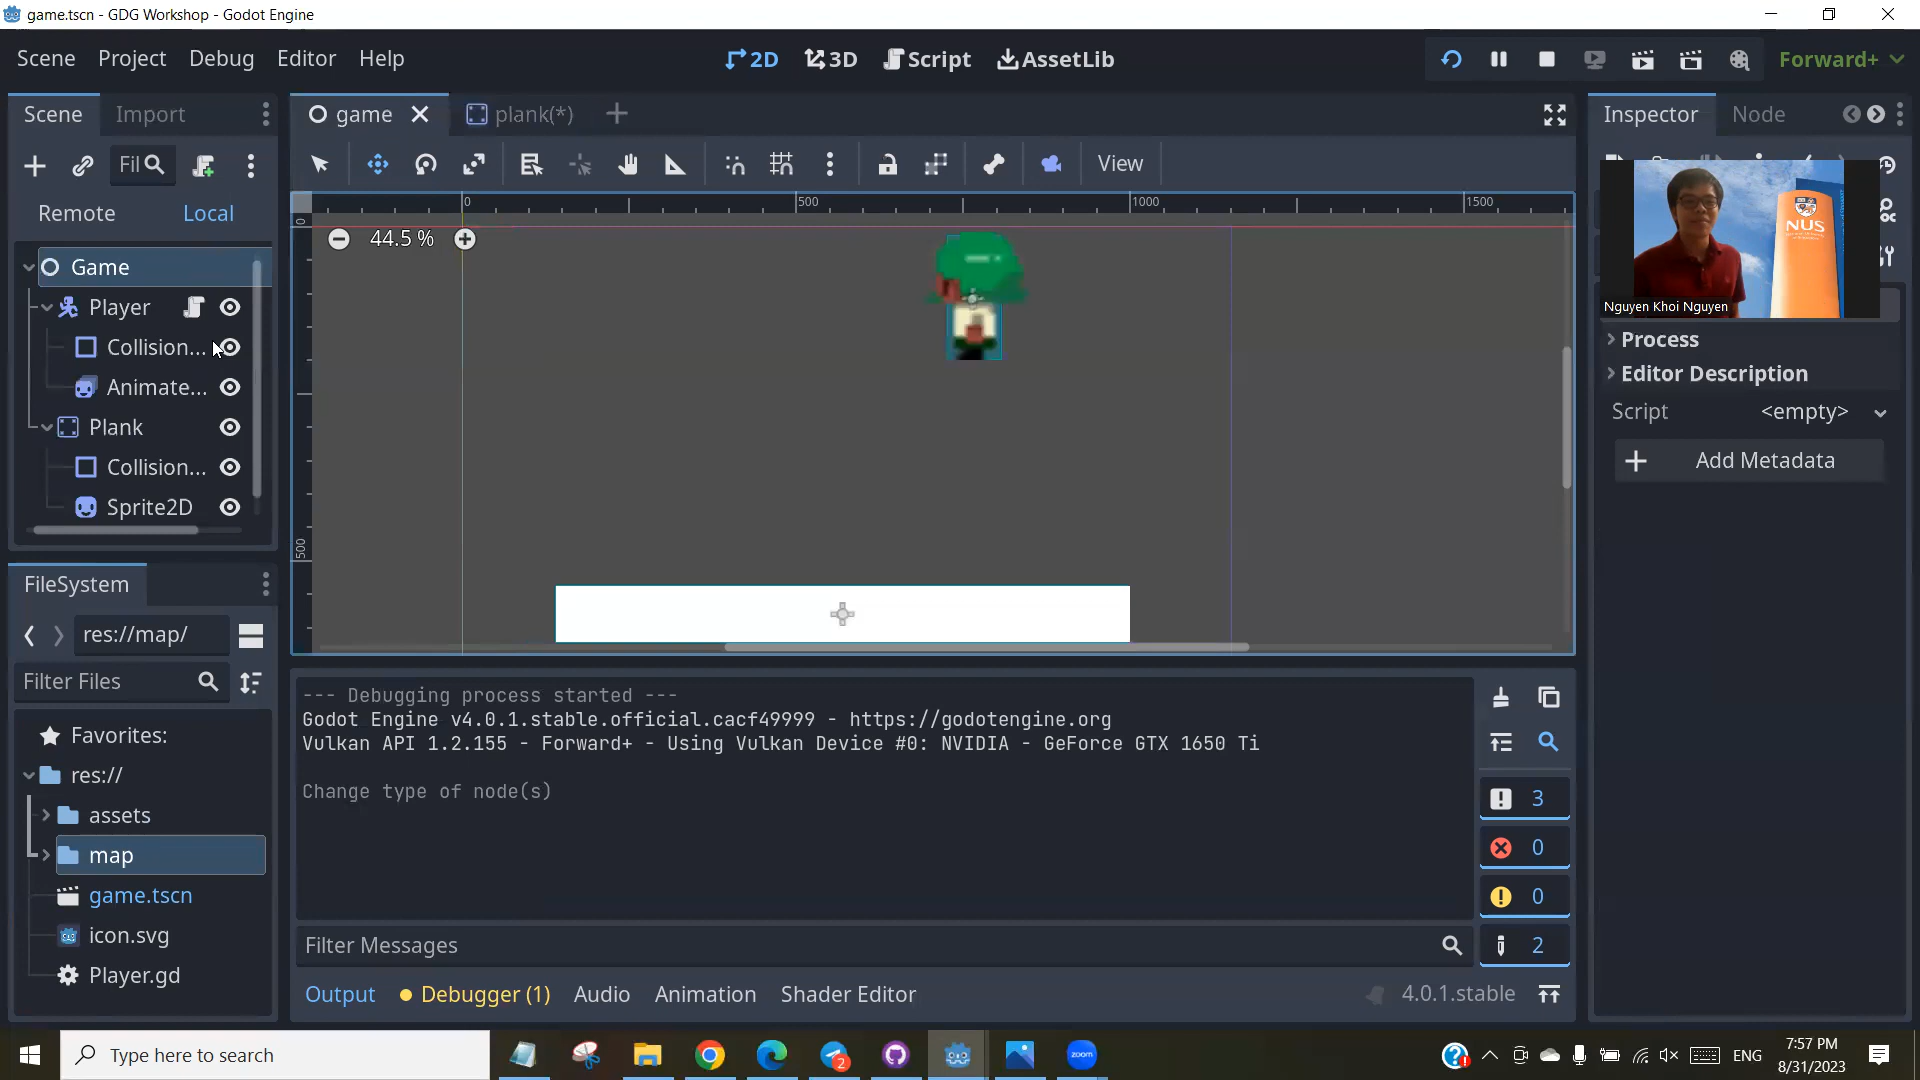 game.tscn - GDG Workshop - Godot Engine
Scene Project Debug Editor Help
2D 3D Script AssetLib
Forward+
Scene Import
game plank(*)
Inspector Node
Fil
View
Remote Local
0 500 1000 1500
0
500
44.5 %
Game
Player
Collision...
Animate...
Plank
Collision...
Sprite2D
NUS
Nguyen Khoi Nguyen
Process
Editor Description
Script <empty>
Add Metadata
FileSystem
res://map/
Filter Files
Favorites:
res://
assets
map
game.tscn
icon.svg
Player.gd
--- Debugging process started ---
Godot Engine v4.0.1.stable.official.cacf49999 - https://godotengine.org
Vulkan API 1.2.155 - Forward+ - Using Vulkan Device #0: NVIDIA - GeForce GTX 1650 Ti
Change type of node(s)
3
0
0
2
Filter Messages
Output Debugger (1) Audio Animation Shader Editor
4.0.1.stable
Type here to search
2
zoom
ENG
7:57 PM
8/31/2023